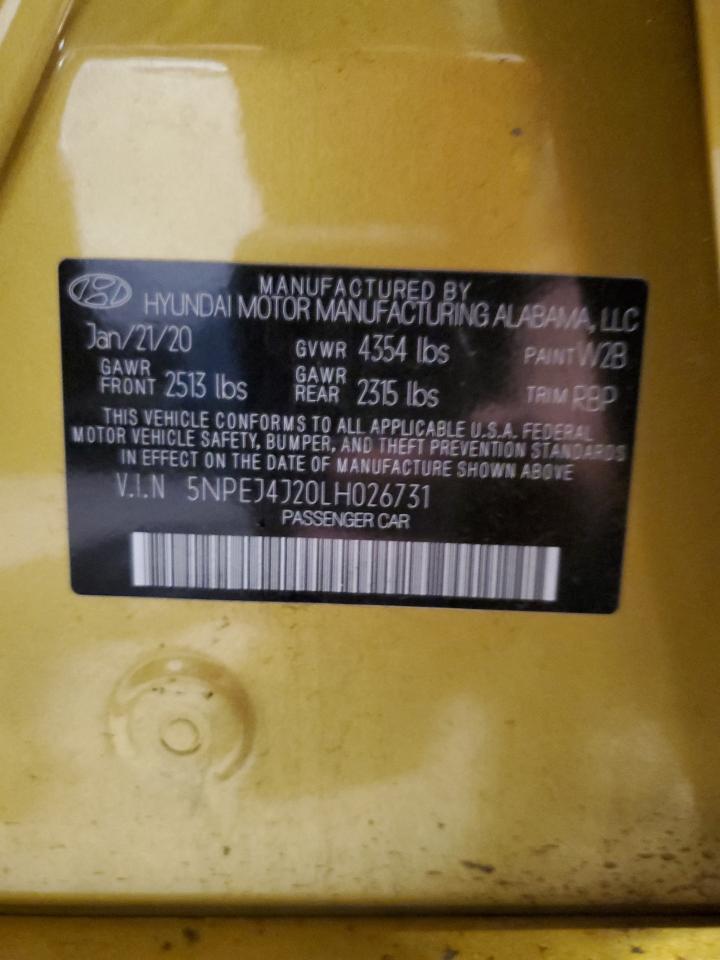 MANUFACTURED BY
HYUNDAI MOTOR MANUFACTURING ALABAMA, LLC
Jan/21/20 GVWR 4354 lbs PAINT W2B
GAWR FRONT 2513 lbs GAWR REAR 2315 lbs TRIM RBP
THIS VEHICLE CONFORMS TO ALL APPLICABLE U.S.A. FEDERAL
MOTOR VEHICLE SAFETY, BUMPER, AND THEFT PREVENTION STANDARDS
IN EFFECT ON THE DATE OF MANUFACTURE SHOWN ABOVE
V.I.N 5NPEJ4J20LH026731
PASSENGER CAR